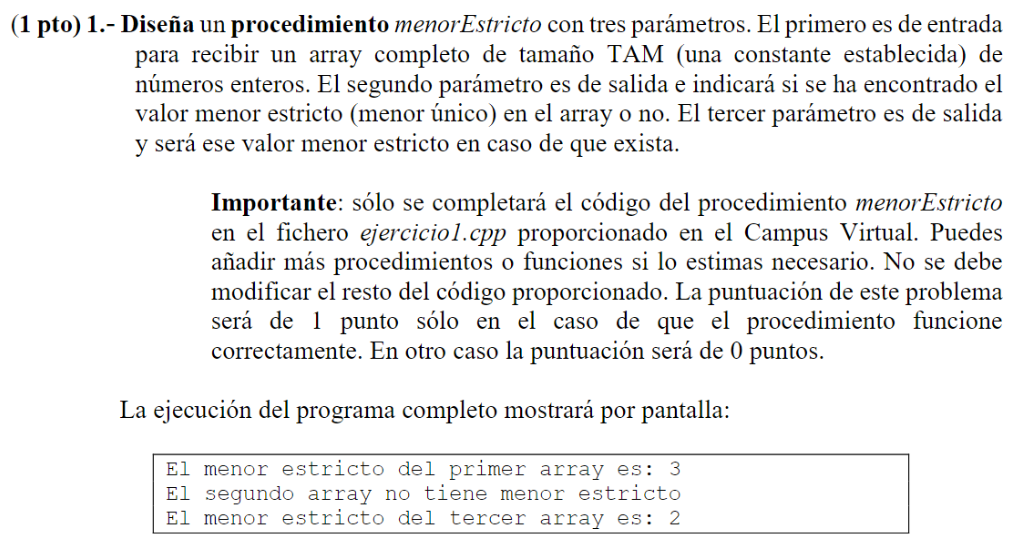 (1 pto) 1.- Diseña un procedimiento menorEstricto con tres parámetros. El primero es de entrada
para recibir un array completo de tamaño TAM (una constante establecida) de
números enteros. El segundo parámetro es de salida e indicará si se ha encontrado el
valor menor estricto (menor único) en el array o no. El tercer parámetro es de salida
y será ese valor menor estricto en caso de que exista.
Importante: sólo se completará el código del procedimiento menorEstricto
en el fichero ejercicio1.cpp proporcionado en el Campus Virtual. Puedes
añadir más procedimientos o funciones si lo estimas necesario. No se debe
modificar el resto del código proporcionado. La puntuación de este problema
será de 1 punto sólo en el caso de que el procedimiento funcione
correctamente. En otro caso la puntuación será de 0 puntos.
La ejecución del programa completo mostrará por pantalla:
El menor estricto del primer array es: 3
El segundo array no tiene menor estricto
El menor estricto del tercer array es: 2